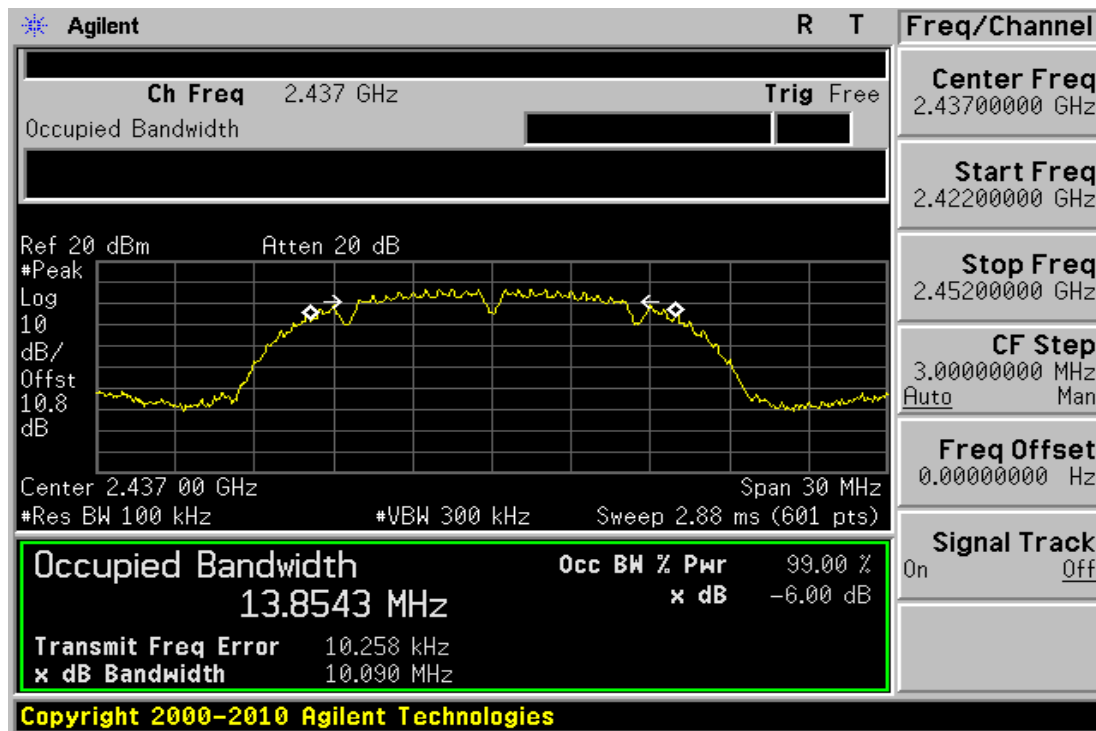 Agilent R T
Ch Freq 2.437 GHz Trig Free
Occupied Bandwidth
Ref 20 dBm Atten 20 dB
#Peak
Log
10
dB/
Offst
10.8
dB
Center 2.437 00 GHz Span 30 MHz
#Res BW 100 kHz #VBW 300 kHz Sweep 2.88 ms (601 pts)
Occupied Bandwidth Occ BW % Pwr 99.00 %
13.8543 MHz x dB -6.00 dB
Transmit Freq Error 10.258 kHz
x dB Bandwidth 10.090 MHz
Copyright 2000-2010 Agilent Technologies
Freq/Channel
Center Freq
2.43700000 GHz
Start Freq
2.42200000 GHz
Stop Freq
2.45200000 GHz
CF Step
3.00000000 MHz
Auto Man
Freq Offset
0.00000000 Hz
Signal Track
On Off